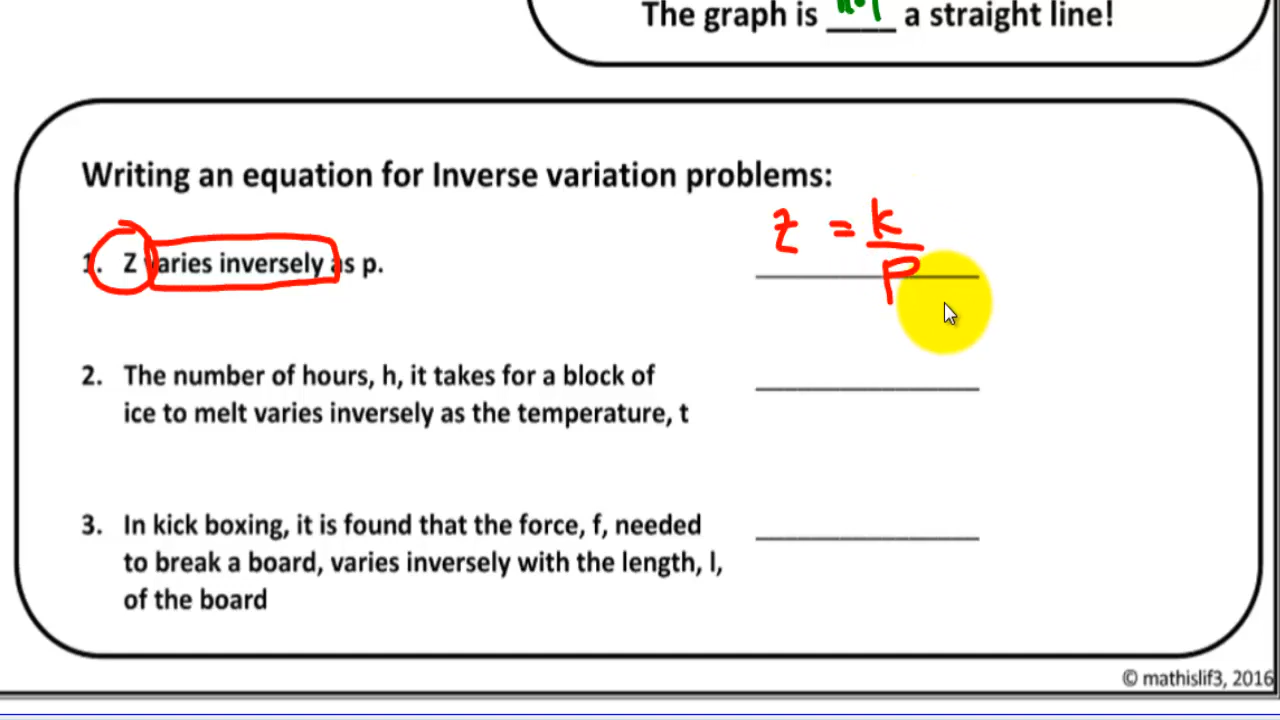 The graph is ____ a straight line!
Writing an equation for Inverse variation problems:
1. Z varies inversely as p.
z = k
p
2. The number of hours, h, it takes for a block of
ice to melt varies inversely as the temperature, t
3. In kick boxing, it is found that the force, f, needed
to break a board, varies inversely with the length, l,
of the board
© mathislif3, 2016